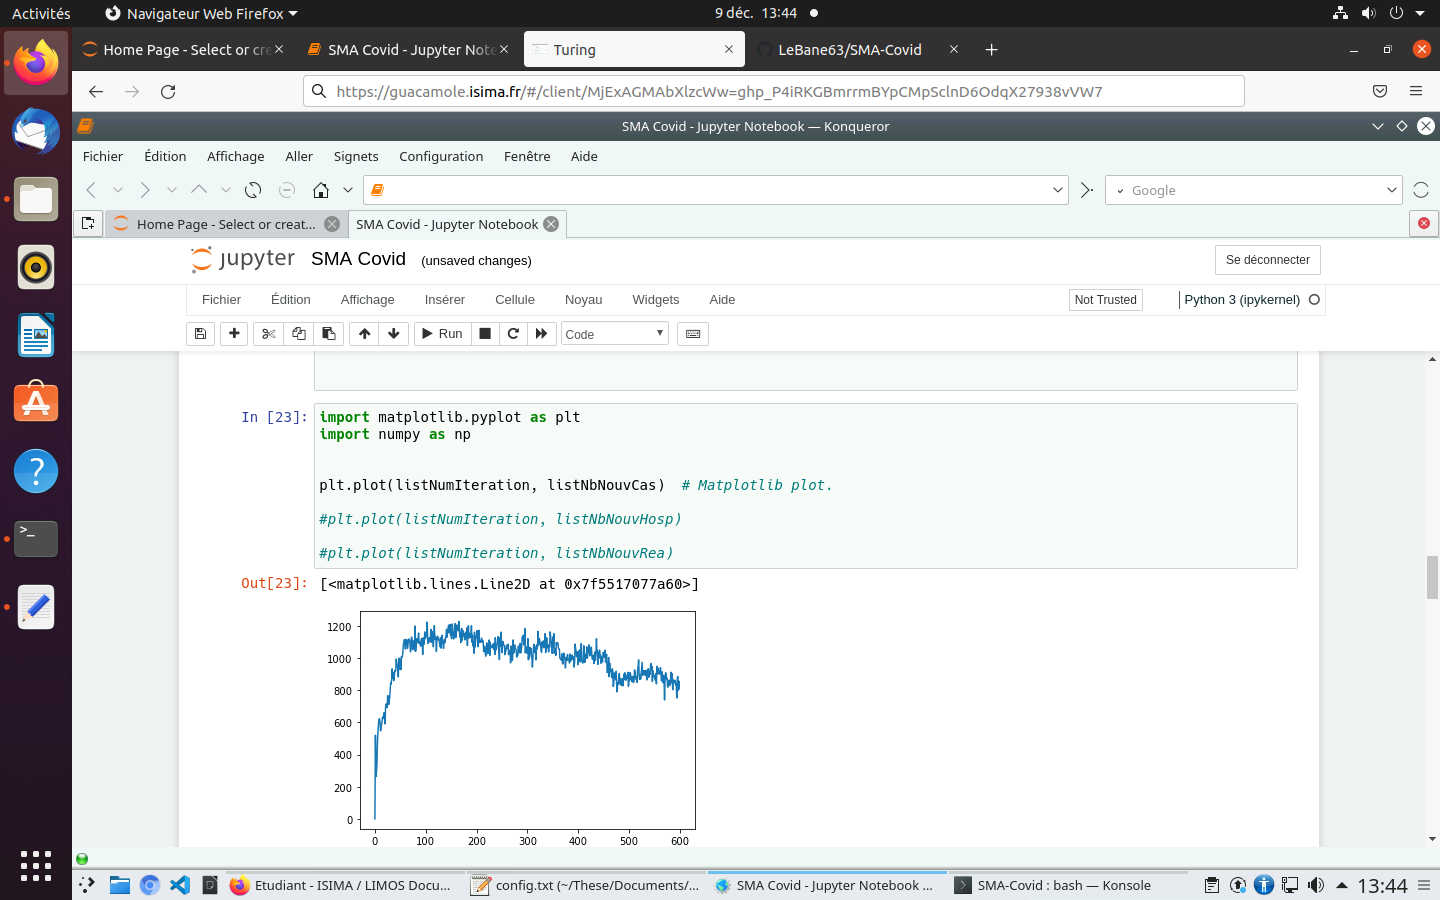 Activités
Navigateur Web Firefox
9 déc. 13:44
Home Page - Select or cre
SMA Covid - Jupyter Note
Turing
LeBane63/SMA-Covid
https://guacamole.isima.fr/#/client/MjExAGMAbXlzcWw=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
SMA Covid - Jupyter Notebook — Konqueror
Fichier Édition Affichage Aller Signets Configuration Fenêtre Aide
Google
Home Page - Select or creat...
SMA Covid - Jupyter Notebook
jupyter SMA Covid (unsaved changes)
Se déconnecter
Fichier Édition Affichage Insérer Cellule Noyau Widgets Aide
Not Trusted
Python 3 (ipykernel)
Run
Code
In [23]:
import matplotlib.pyplot as plt
import numpy as np
plt.plot(listNumIteration, listNbNouvCas)  # Matplotlib plot.
#plt.plot(listNumIteration, listNbNouvHosp)
#plt.plot(listNumIteration, listNbNouvRea)
Out[23]: [<matplotlib.lines.Line2D at 0x7f5517077a60>]
1200
1000
800
600
400
200
0
0 100 200 300 400 500 600
Etudiant - ISIMA / LIMOS Docu...
config.txt (~/These/Documents/...
SMA Covid - Jupyter Notebook ...
SMA-Covid : bash — Konsole
13:44